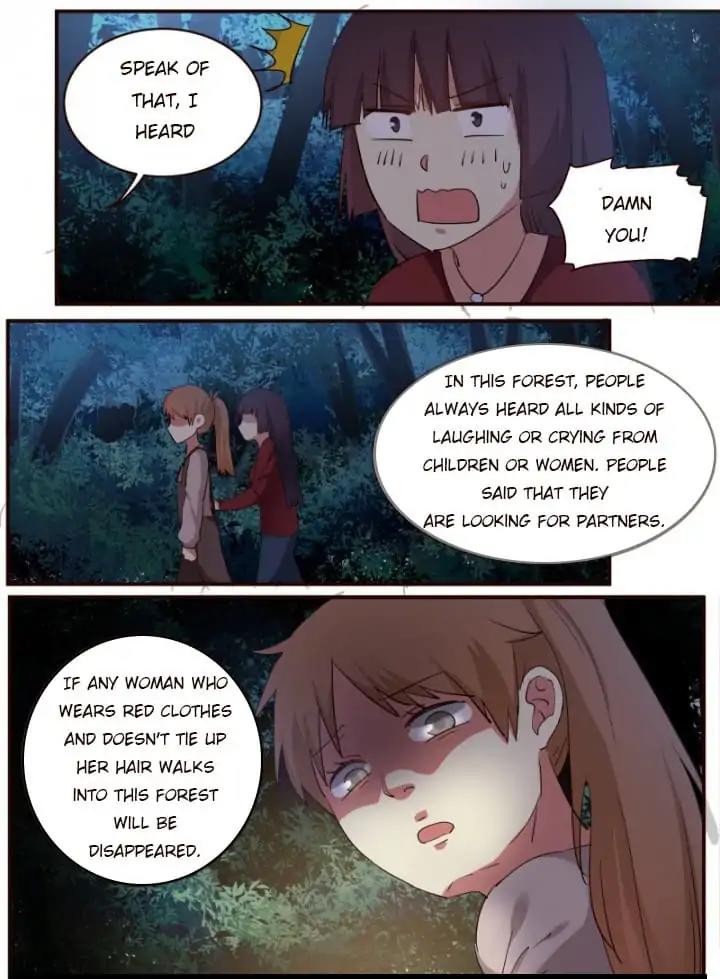 SPEAK OF
THAT, I
HEARD
DAMN
YOU!
IN THIS FOREST, PEOPLE
ALWAYS HEARD ALL KINDS OF
LAUGHING OR CRYING FROM
CHILDREN OR WOMEN. PEOPLE
SAID THAT THEY
ARE LOOKING FOR PARTNERS.
IF ANY WOMAN WHO
WEARS RED CLOTHES
AND DOESN'T TIE UP
HER HAIR WALKS
INTO THIS FOREST
WILL BE
DISAPPEARED.